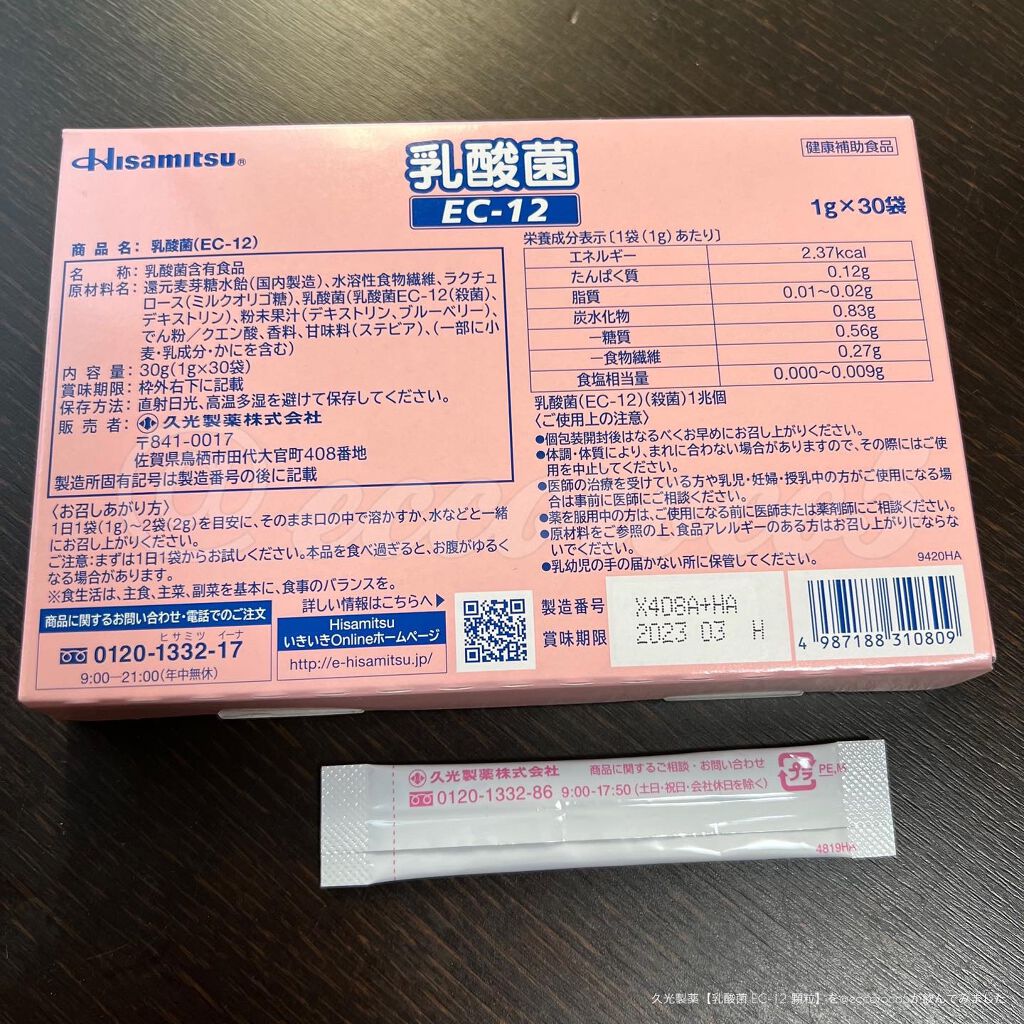 Hisamitsu®
乳酸菌
EC-12
健康補助食品
1g×30袋
商品名：乳酸菌(EC-12)
名称：乳酸菌含有食品
原材料名：還元麦芽糖水飴(国内製造)、水溶性食物繊維、ラクチュ
ロース(ミルクオリゴ糖)、乳酸菌(乳酸菌EC-12(殺菌)、
デキストリン)、粉末果汁(デキストリン、ブルーベリー)、
でん粉／クエン酸、香料、甘味料(ステビア)、(一部に小
麦・乳成分・かにを含む)
内容量：30g(1g×30袋)
賞味期限：枠外右下に記載
保存方法：直射日光、高温多湿を避けて保存してください。
販売者：久光製薬株式会社
〒841-0017
佐賀県鳥栖市田代大官町408番地
製造所固有記号は製造番号の後に記載
〈お召しあがり方〉
1日1袋(1g)～2袋(2g)を目安に、そのまま口の中で溶かすか、水などと一緒
にお召し上がりください。
ご注意：まずは1日1袋からお試しください。本品を食べ過ぎると、お腹がゆるく
なる場合があります。
※食生活は、主食、主菜、副菜を基本に、食事のバランスを。
商品に関するお問い合わせ・電話でのご注文
ヒサミツ イーナ
0120-1332-17
9:00―21:00(年中無休)
詳しい情報はこちらへ▶
Hisamitsu
いきいきOnlineホームページ
http://e-hisamitsu.jp/
栄養成分表示〔1袋(1g)あたり〕
エネルギー 2.37kcal
たんぱく質 0.12g
脂質 0.01～0.02g
炭水化物 0.83g
－糖質 0.56g
－食物繊維 0.27g
食塩相当量 0.000～0.009g
乳酸菌(EC-12)(殺菌)1兆個
〈ご使用上の注意〉
●個包装開封後はなるべくお早めにお召し上がりください。
●体調・体質により、まれに合わない場合がありますので、その際にはご使
用を中止してください。
●医師の治療を受けている方や乳児・妊婦・授乳中の方がご使用になる場
合は事前に医師にご相談ください。
●薬を服用中の方は、ご使用になる前に医師または薬剤師にご相談ください。
●原材料をご参照の上、食品アレルギーのある方はお召し上がりにならな
いでください。
●乳幼児の手の届かない所に保管してください。
9420HA
製造番号 X408A+HA
賞味期限 2023 03 H
4 987188 310809
久光製薬株式会社 商品に関するご相談・お問い合わせ
0120-1332-86 9:00-17:50 (土日・祝日・会社休日を除く)
プラ
PE,M
4819HA
久光製薬【乳酸菌 EC-12 顆粒】を
が飲んでみました